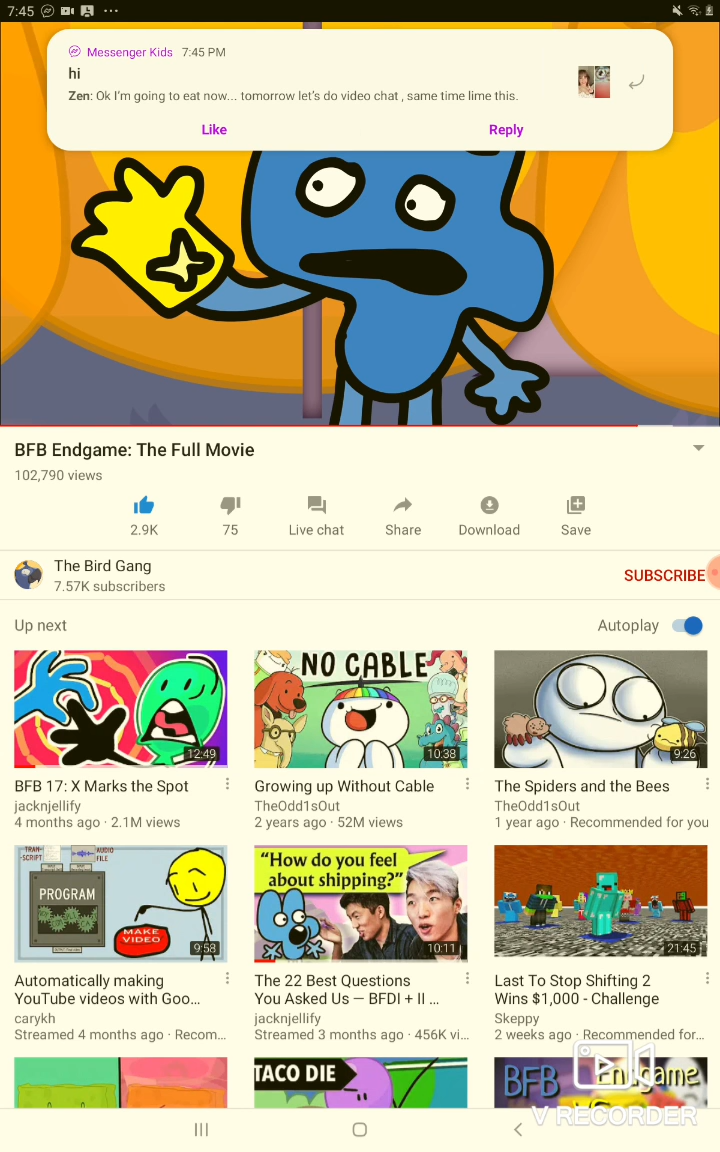 7:45
Messenger Kids 7:45 PM
hi
Zen: Ok I'm going to eat now... tomorrow let's do video chat , same time lime this.
Like Reply
BFB Endgame: The Full Movie
102,790 views
2.9K 75 Live chat Share Download Save
The Bird Gang
7.57K subscribers
SUBSCRIBE
Up next Autoplay
12:49
BFB 17: X Marks the Spot
jacknjellify
4 months ago · 2.1M views
NO CABLE
10:38
Growing up Without Cable
TheOdd1sOut
2 years ago · 52M views
9:26
The Spiders and the Bees
TheOdd1sOut
1 year ago · Recommended for you
TRAN-
SCRIPT
AUDIO
FILE
PROGRAM
MAKE
VIDEO
9:58
Automatically making
YouTube videos with Goo...
carykh
Streamed 4 months ago · Recom...
“How do you feel
about shipping?”
10:11
The 22 Best Questions
You Asked Us — BFDI + II ...
jacknjellify
Streamed 3 months ago · 456K vi...
21:45
Last To Stop Shifting 2
Wins $1,000 - Challenge
Skeppy
2 weeks ago · Recommended for...
TACO DIE
BFB Endgame
V RECORDER